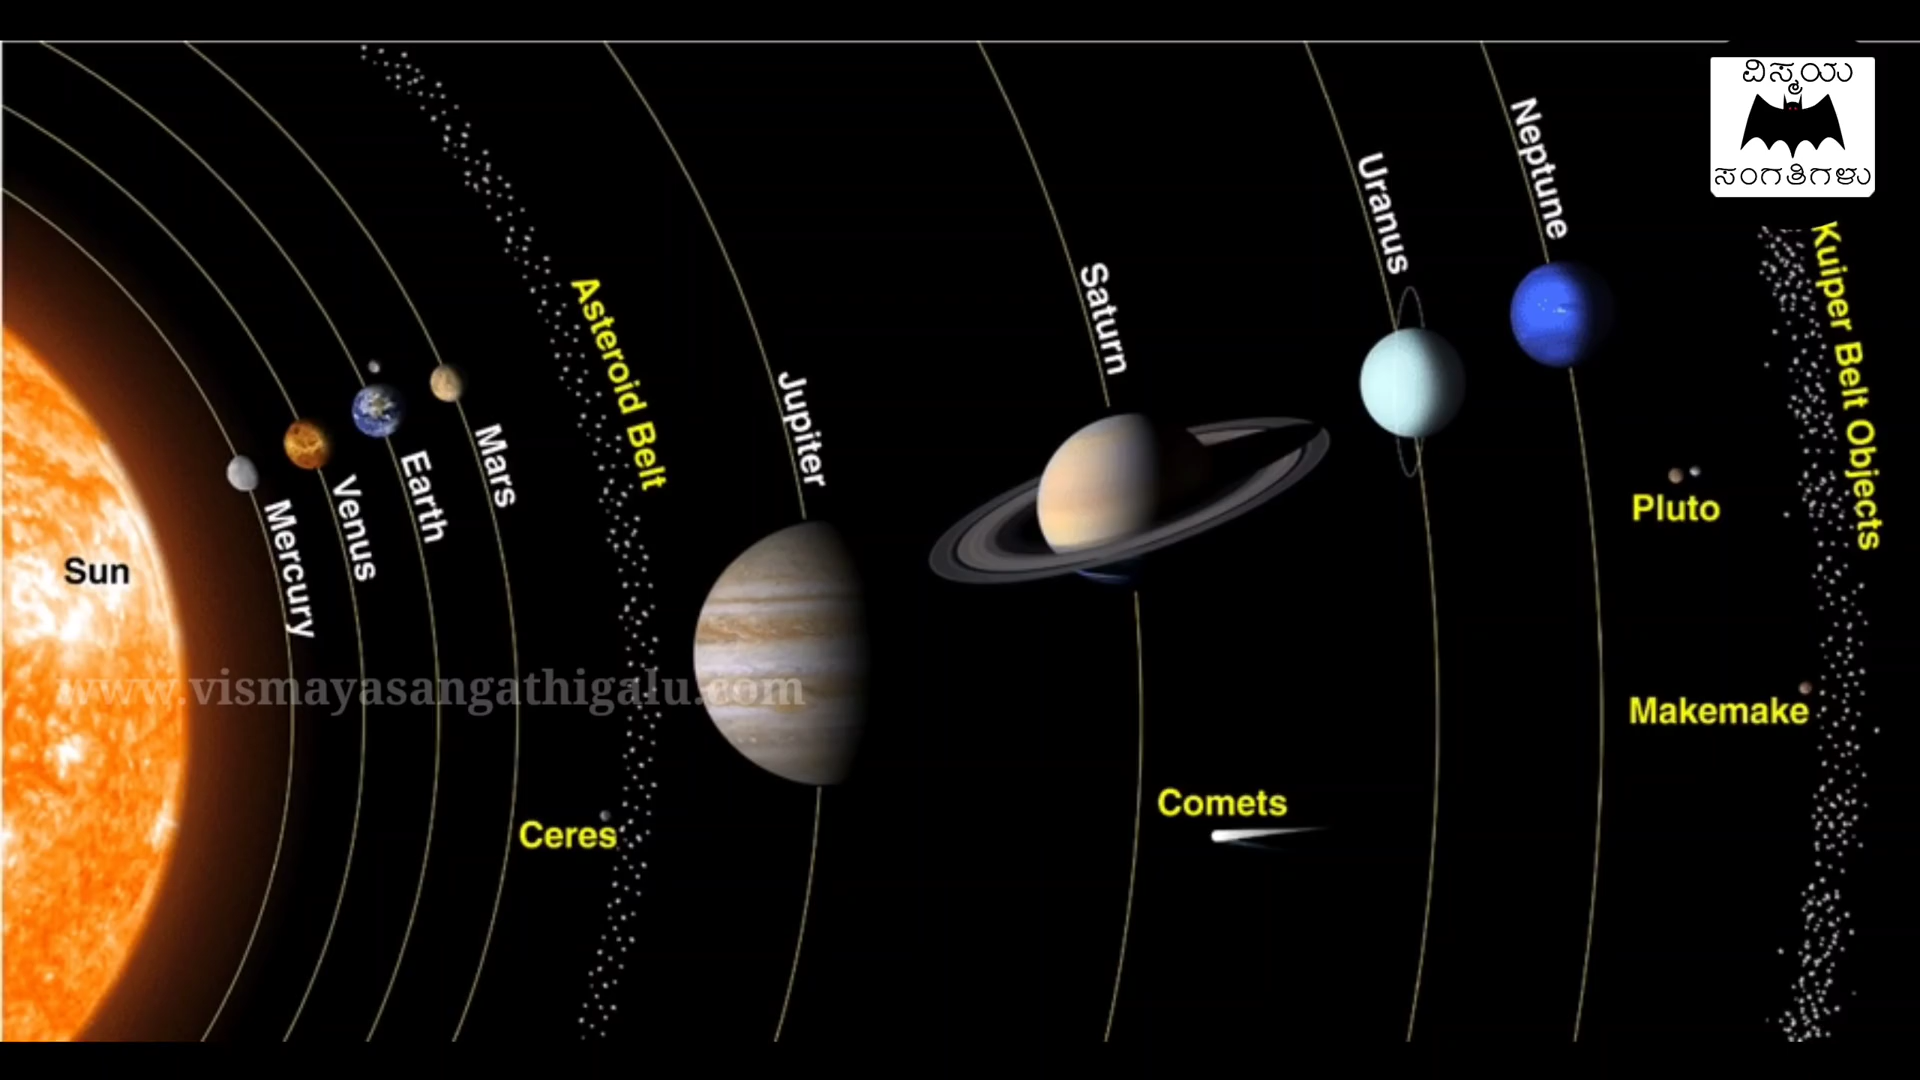 ವಿಸ್ಮಯ
ಸಂಗತಿಗಳು
Sun
Mercury
Venus
Earth
Mars
Asteroid Belt
Ceres
Jupiter
Saturn
Comets
Uranus
Neptune
Pluto
Makemake
Kuiper Belt Objects
www.vismayasangathigalu.com